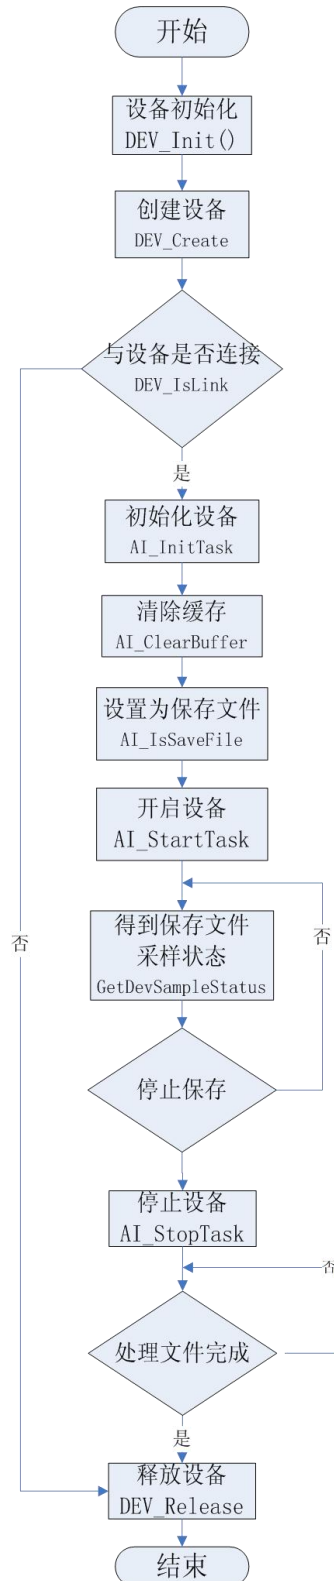 开始
设备初始化
DEV_Init()
创建设备
DEV_Create
与设备是否连接
DEV_IsLink
是
初始化设备
AI_InitTask
清除缓存
AI_ClearBuffer
设置为保存文件
AI_IsSaveFile
开启设备
AI_StartTask
否
得到保存文件
采样状态
GetDevSampleStatus
否
停止保存
停止设备
AI_StopTask
否
处理文件完成
是
释放设备
DEV_Release
结束